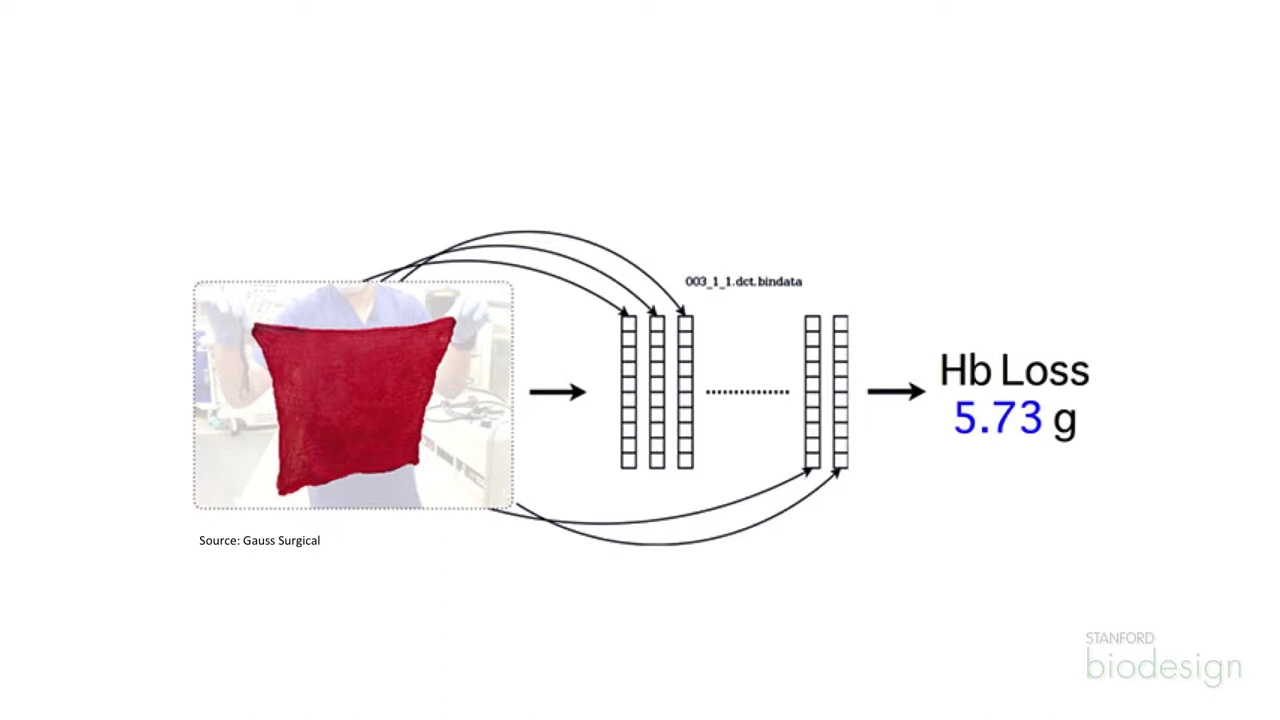 003_1_1.dct.bindata
Hb Loss
5.73 g
Source: Gauss Surgical
STANFORD
biodesign